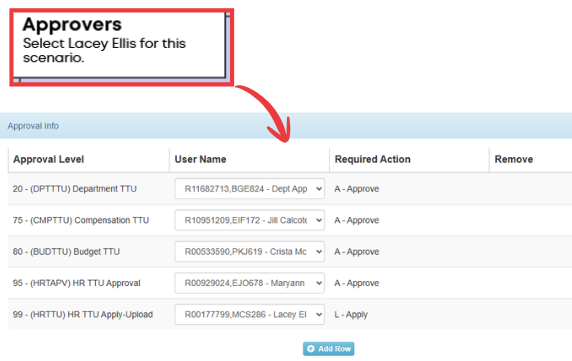 Approvers
Select Lacey Ellis for this
scenario.
Approval Info
Approval Level User Name Required Action Remove
20 - (DPTTTU) Department TTU R11682713,BGE824 - Dept App A - Approve
75 - (CMPTTU) Compensation TTU R10951209,EIF172 - Jill Calcote A - Approve
80 - (BUDTTU) Budget TTU R00533590,PKJ619 - Crista Mc A - Approve
95 - (HRTAPV) HR TTU Approval R00929024,EJO678 - Maryann A - Approve
99 - (HRTTU) HR TTU Apply-Upload R00177799,MCS286 - Lacey El L - Apply
Add Row